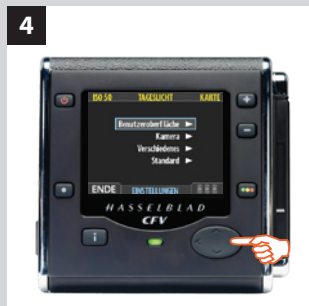 4
ISO 50 TAGESLICHT KARTE
Benutzeroberfläche
Kamera
Verschiedenes
Standard
ENDE EINSTELLUNGEN
HASSELBLAD
CFV
i